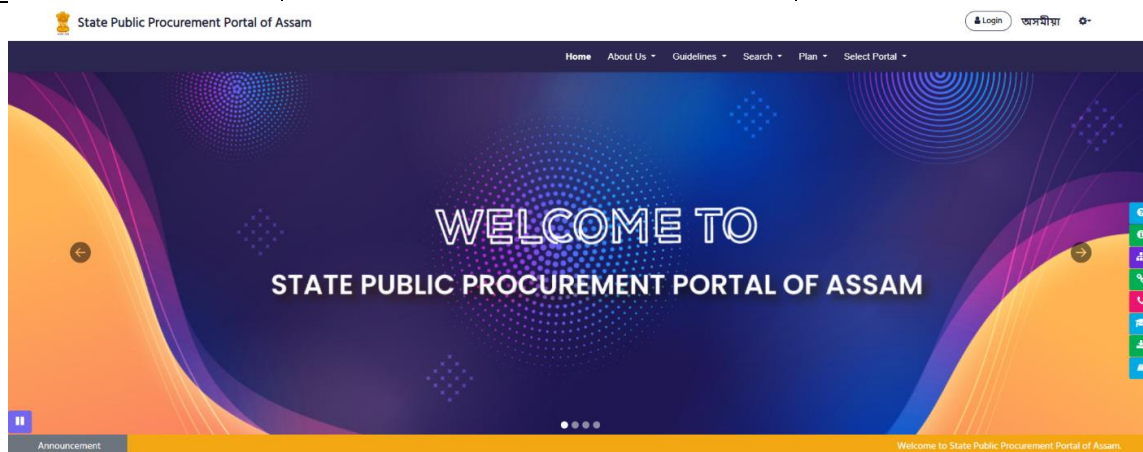 State Public Procurement Portal of Assam
Login অসমীয়া
Home About Us Guidelines Search Plan Select Portal
WELCOME TO
STATE PUBLIC PROCUREMENT PORTAL OF ASSAM
Announcement Welcome to State Public Procurement Portal of Assam.